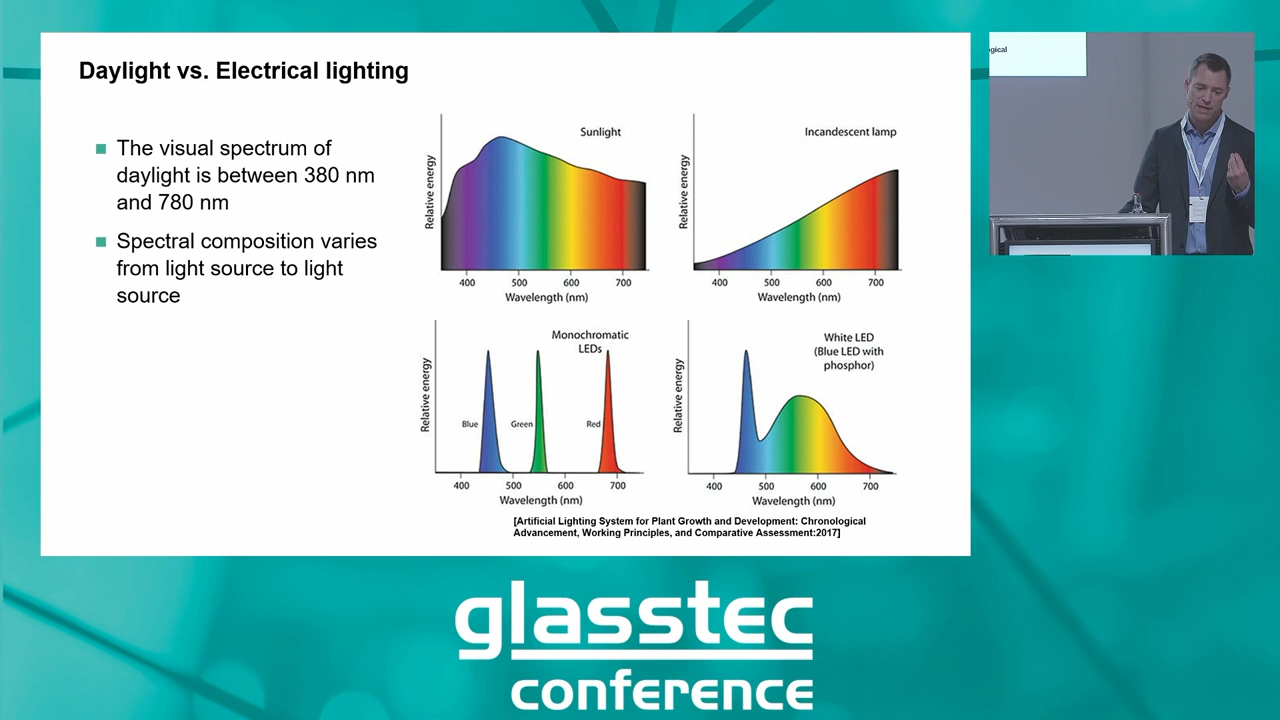 Daylight vs. Electrical lighting
The visual spectrum of
daylight is between 380 nm
and 780 nm
Spectral composition varies
from light source to light
source
Sunlight
Relative energy
400 500 600 700
Wavelength (nm)
Incandescent lamp
Relative energy
400 500 600 700
Wavelength (nm)
Monochromatic
LEDs
Relative energy
Blue
Green
Red
400 500 600 700
Wavelength (nm)
White LED
(Blue LED with
phosphor)
Relative energy
400 500 600 700
Wavelength (nm)
[Artificial Lighting System for Plant Growth and Development: Chronological
Advancement, Working Principles, and Comparative Assessment:2017]
glasstec
conference